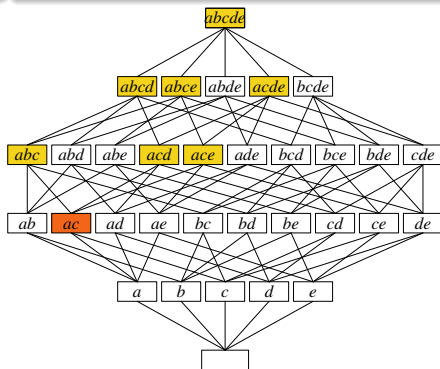 abcde
abcd abce abde acde bcde
abc abd abe acd ace ade bcd bce bde cde
ab ac ad ae bc bd be cd ce de
a b c d e